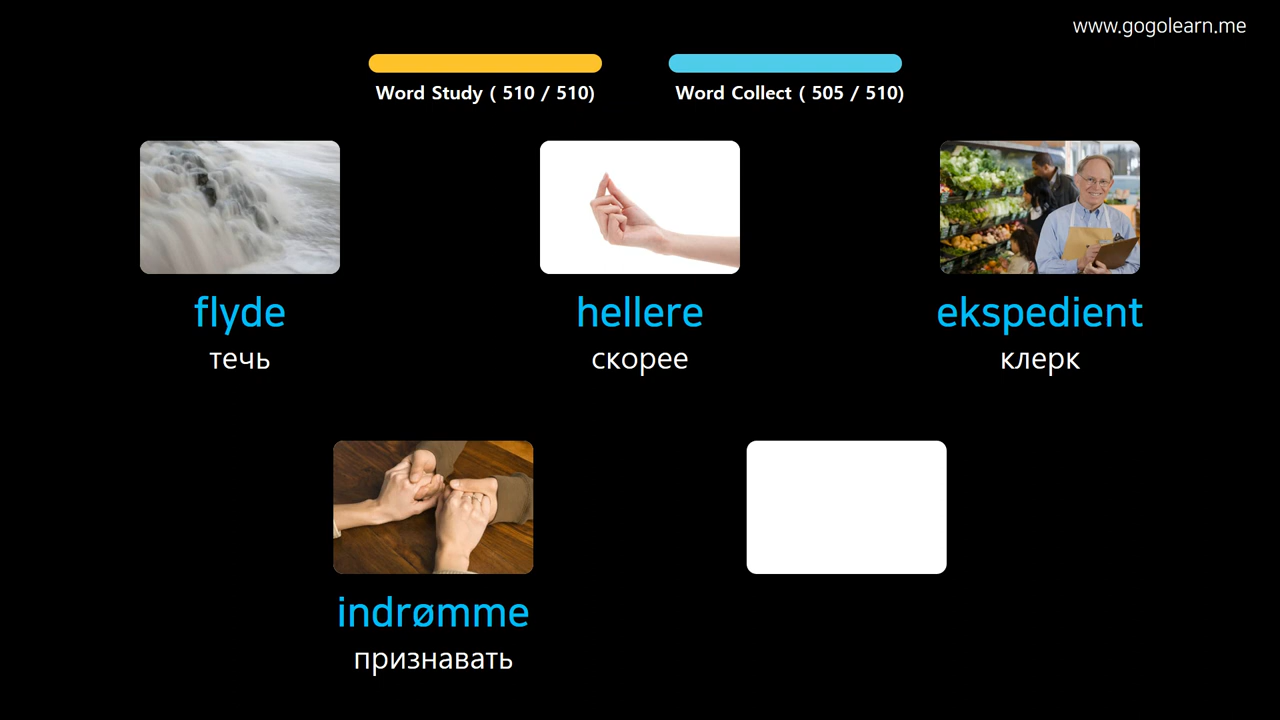 www.gogolearn.me
Word Study ( 510 / 510)
Word Collect ( 505 / 510)
flyde
течь
hellere
скорее
ekspedient
клерк
indrømme
признавать